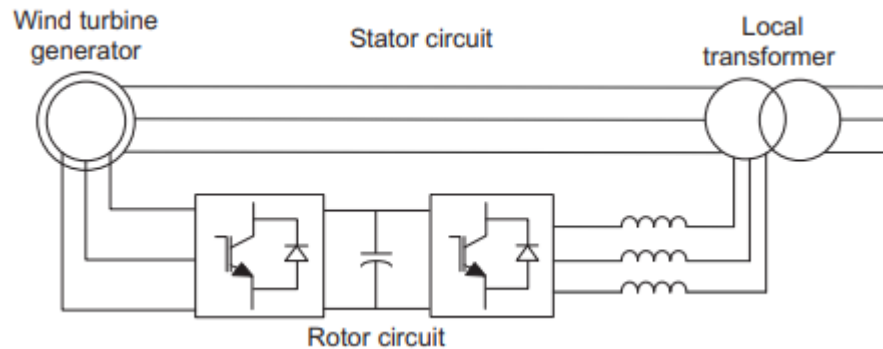 Wind turbine
generator
Stator circuit
Local
transformer
Rotor circuit